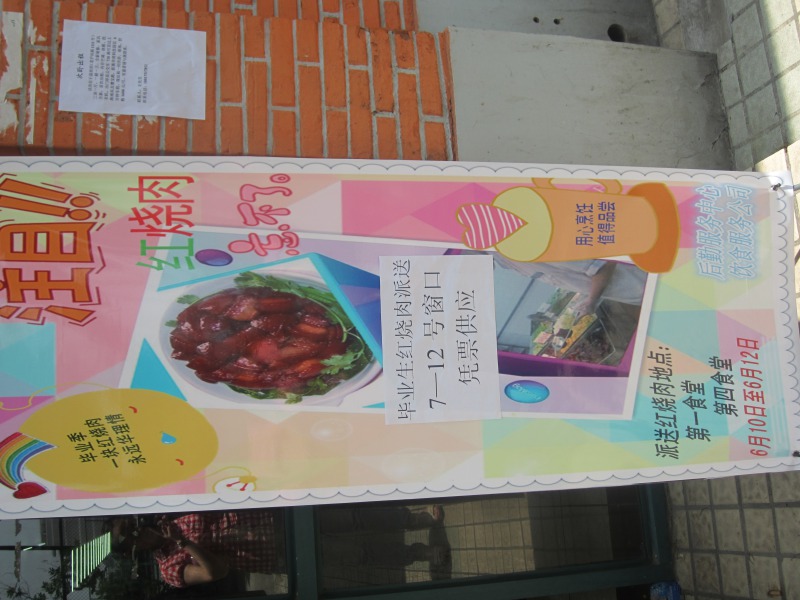 注目!!!
红烧肉
忘不了。
毕业季
一块红烧肉
永远华理情
毕业生红烧肉派送
7—12 号窗口
凭票供应
用心烹饪
值得品尝
派送红烧肉地点:
第一食堂
第四食堂
6月10日至6月12日
后勤服务中心
饮食服务公司